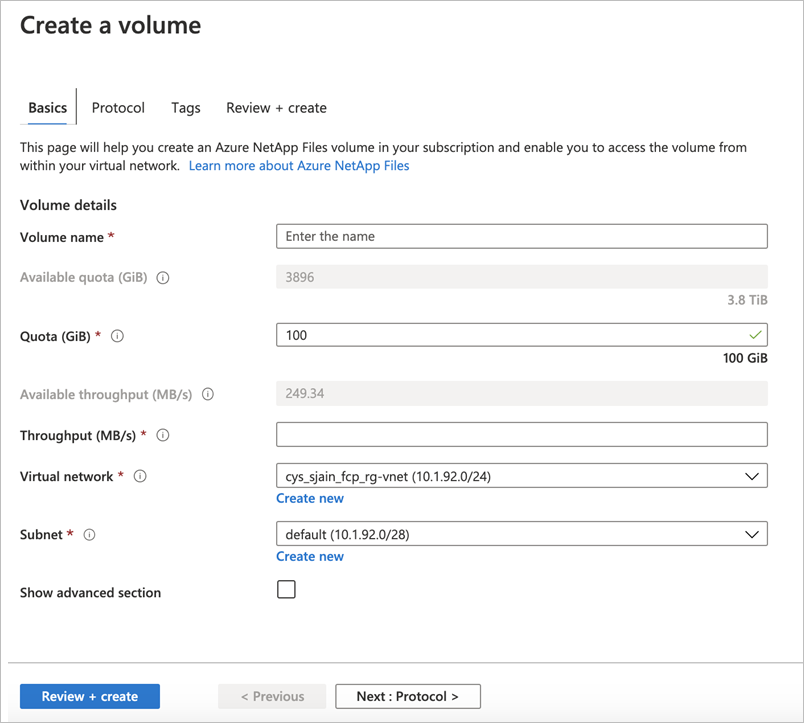 Create a volume
Basics Protocol Tags Review + create
This page will help you create an Azure NetApp Files volume in your subscription and enable you to access the volume from
within your virtual network. Learn more about Azure NetApp Files
Volume details
Volume name * Enter the name
Available quota (GiB) 3896
3.8 TiB
Quota (GiB) * 100
100 GiB
Available throughput (MB/s) 249.34
Throughput (MB/s) *
Virtual network * cys_sjain_fcp_rg-vnet (10.1.92.0/24)
Create new
Subnet * default (10.1.92.0/28)
Create new
Show advanced section
Review + create < Previous Next : Protocol >